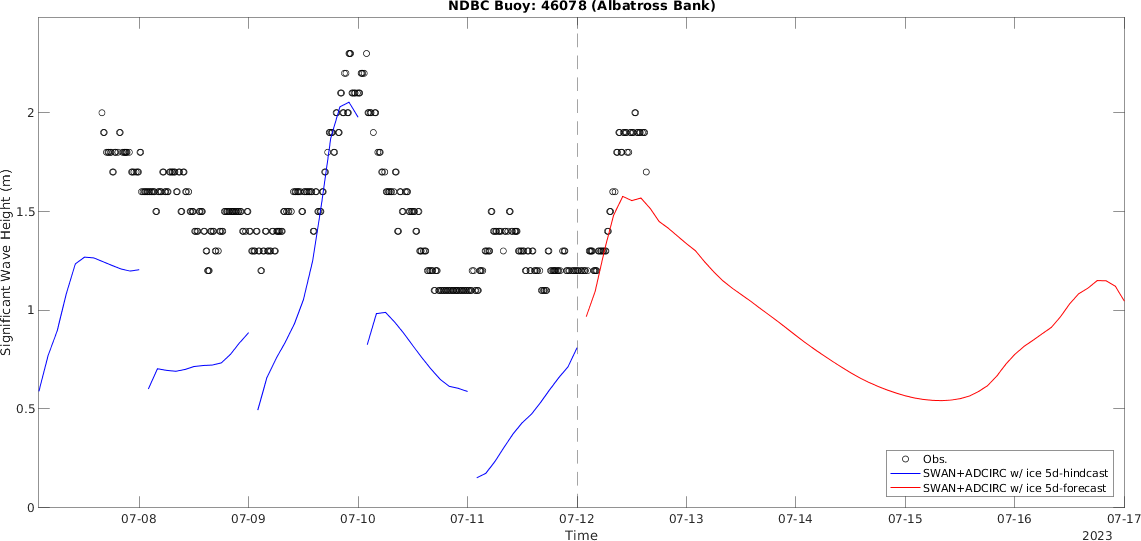 NDBC Buoy: 46078 (Albatross Bank)
Significant Wave Height (m)
2
1.5
1
0.5
0
07-08 07-09 07-10 07-11 07-12 07-13 07-14 07-15 07-16 07-17
Time
2023
Obs.
SWAN+ADCIRC w/ ice 5d-hindcast
SWAN+ADCIRC w/ ice 5d-forecast